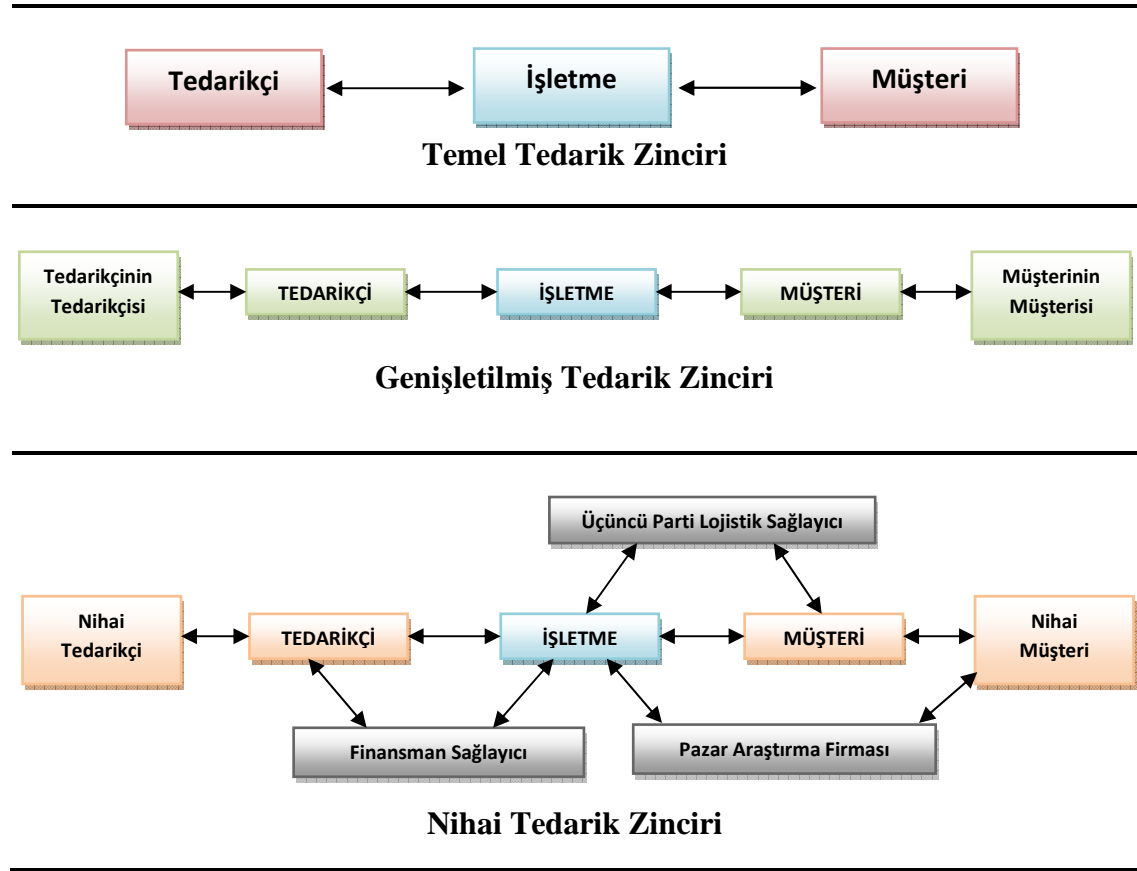 Tedarikçi
İşletme
Müşteri
Temel Tedarik Zinciri
Tedarikçinin
Tedarikçisi
TEDARİKÇİ
İŞLETME
MÜŞTERİ
Müşterinin
Müşterisi
Genişletilmiş Tedarik Zinciri
Üçüncü Parti Lojistik Sağlayıcı
Nihai
Tedarikçi
TEDARİKÇİ
İŞLETME
MÜŞTERİ
Nihai
Müşteri
Finansman Sağlayıcı
Pazar Araştırma Firması
Nihai Tedarik Zinciri